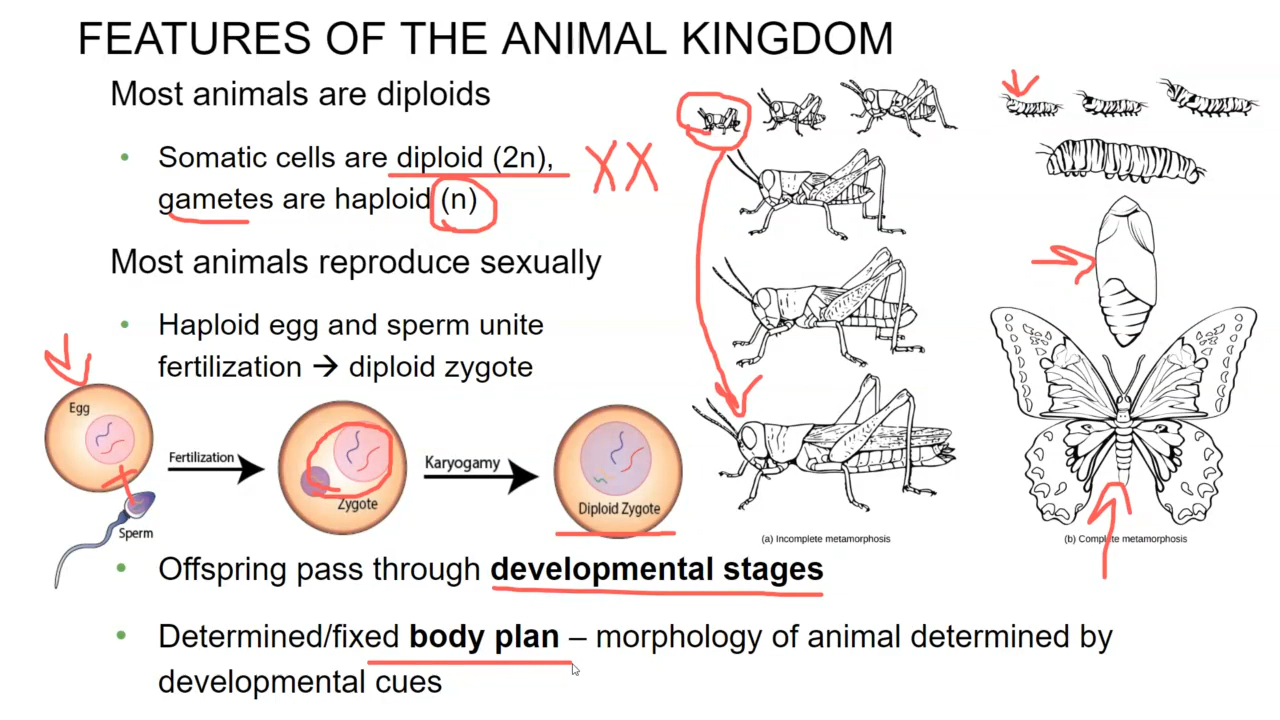 FEATURES OF THE ANIMAL KINGDOM
Most animals are diploids
• Somatic cells are diploid (2n),
gametes are haploid (n)
XX
Most animals reproduce sexually
• Haploid egg and sperm unite
fertilization → diploid zygote
Egg
Sperm
Fertilization
Zygote
Karyogamy
Diploid Zygote
(a) Incomplete metamorphosis
(b) Complete metamorphosis
• Offspring pass through developmental stages
• Determined/fixed body plan – morphology of animal determined by
developmental cues